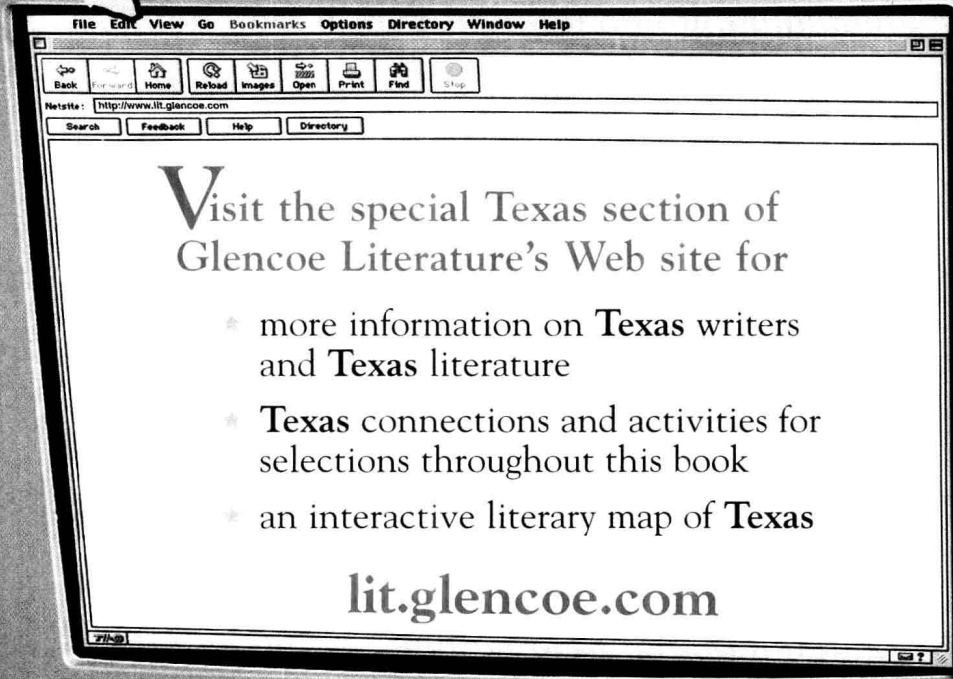 File Edit View Go Bookmarks Options Directory Window Help
Back Forward Home Reload Images Open Print Find Stop
Netsite: http://www.lit.glencoe.com
Search Feedback Help Directory
Visit the special Texas section of
Glencoe Literature's Web site for
more information on Texas writers
and Texas literature
Texas connections and activities for
selections throughout this book
an interactive literary map of Texas
lit.glencoe.com
?